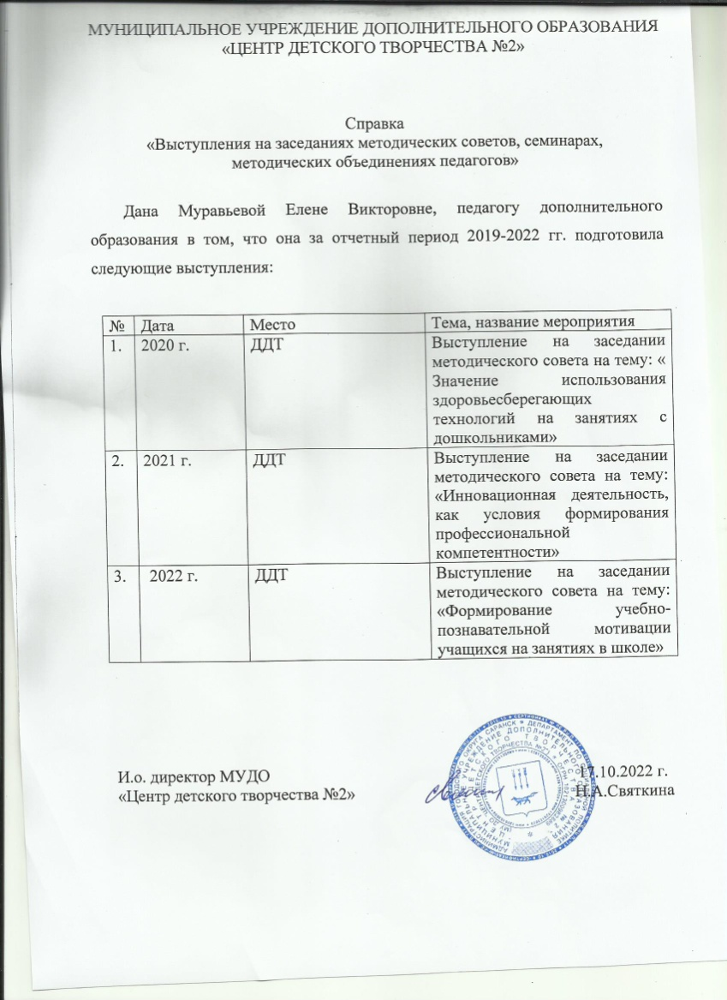 МУНИЦИПАЛЬНОЕ УЧРЕЖДЕНИЕ ДОПОЛНИТЕЛЬНОГО ОБРАЗОВАНИЯ
«ЦЕНТР ДЕТСКОГО ТВОРЧЕСТВА №2»
Справка
«Выступления на заседаниях методических советов, семинарах,
методических объединениях педагогов»
Дана Муравьевой Елене Викторовне, педагогу дополнительного
образования в том, что она за отчетный период 2019-2022 гг. подготовила
следующие выступления:
№ Дата Место Тема, название мероприятия
1. 2020 г. ДДТ Выступление на заседании
методического совета на тему: «
Значение использования
здоровьесберегающих
технологий на занятиях с
дошкольниками»
2. 2021 г. ДДТ Выступление на заседании
методического совета на тему:
«Инновационная деятельность,
как условия формирования
профессиональной
компетентности»
3. 2022 г. ДДТ Выступление на заседании
методического совета на тему:
«Формирование учебно-
познавательной мотивации
учащихся на занятиях в школе»
И.о. директор МУДО 17.10.2022 г.
«Центр детского творчества №2» Н.А.Святкина